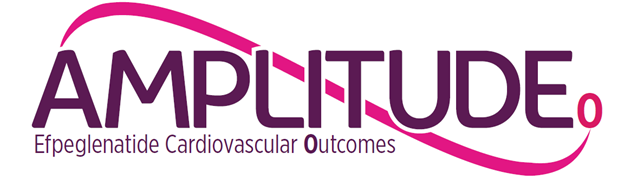 AMPLITUDE O
Efpeglenatide Cardiovascular Outcomes